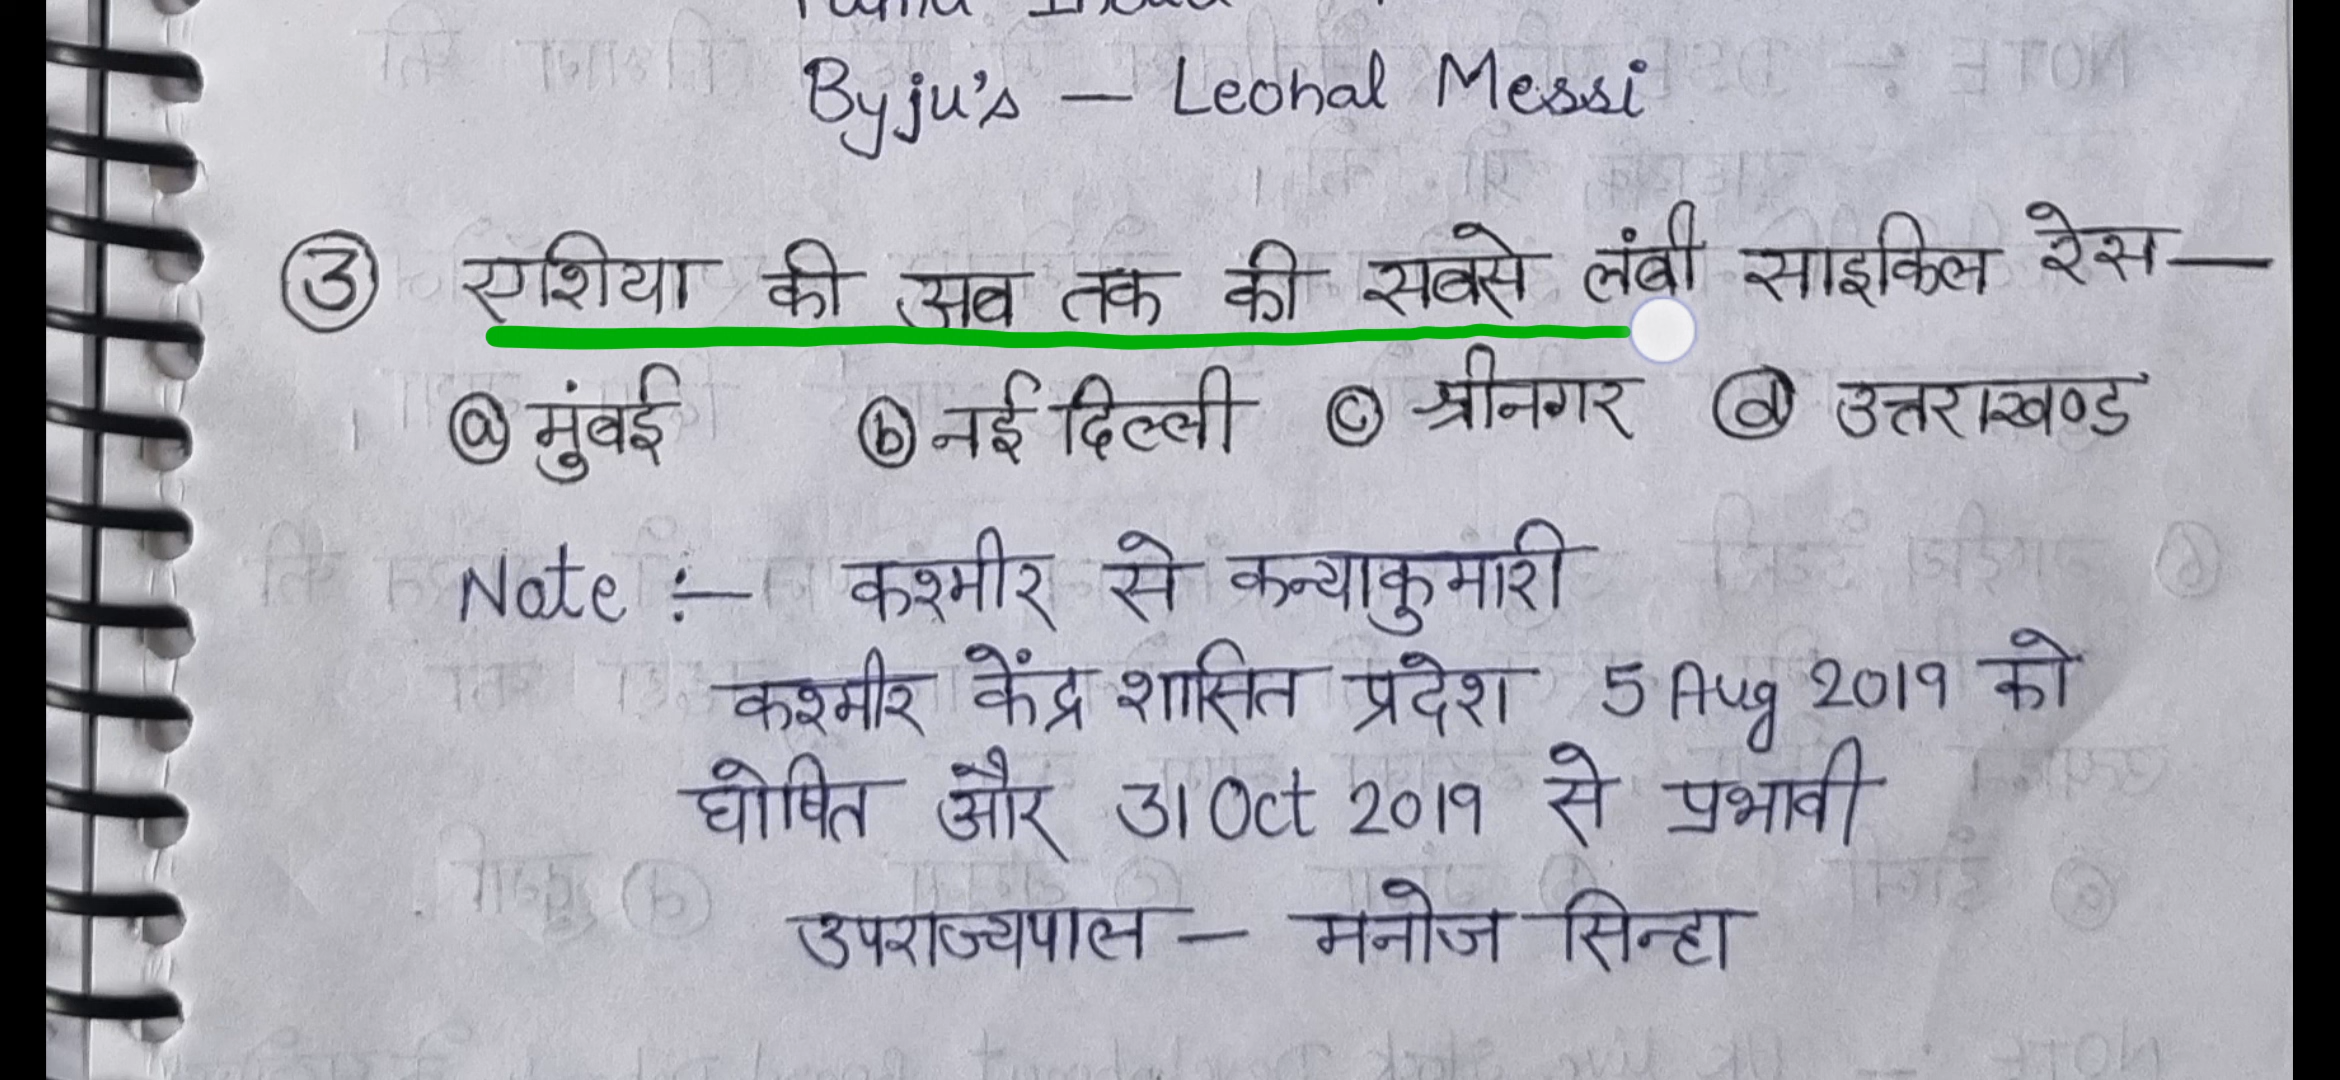 Byju's — Leohal Messi
③ एशिया की अब तक की सबसे लंबी साइकिल रेस —
ⓐ मुंबई ⓑ नई दिल्ली ⓒ श्रीनगर ⓓ उत्तराखण्ड
Note :— कश्मीर से कन्याकुमारी
कश्मीर केंद्र शासित प्रदेश 5 Aug 2019 को
घोषित और 31 Oct 2019 से प्रभावी
उपराज्यपाल — मनोज सिन्हा